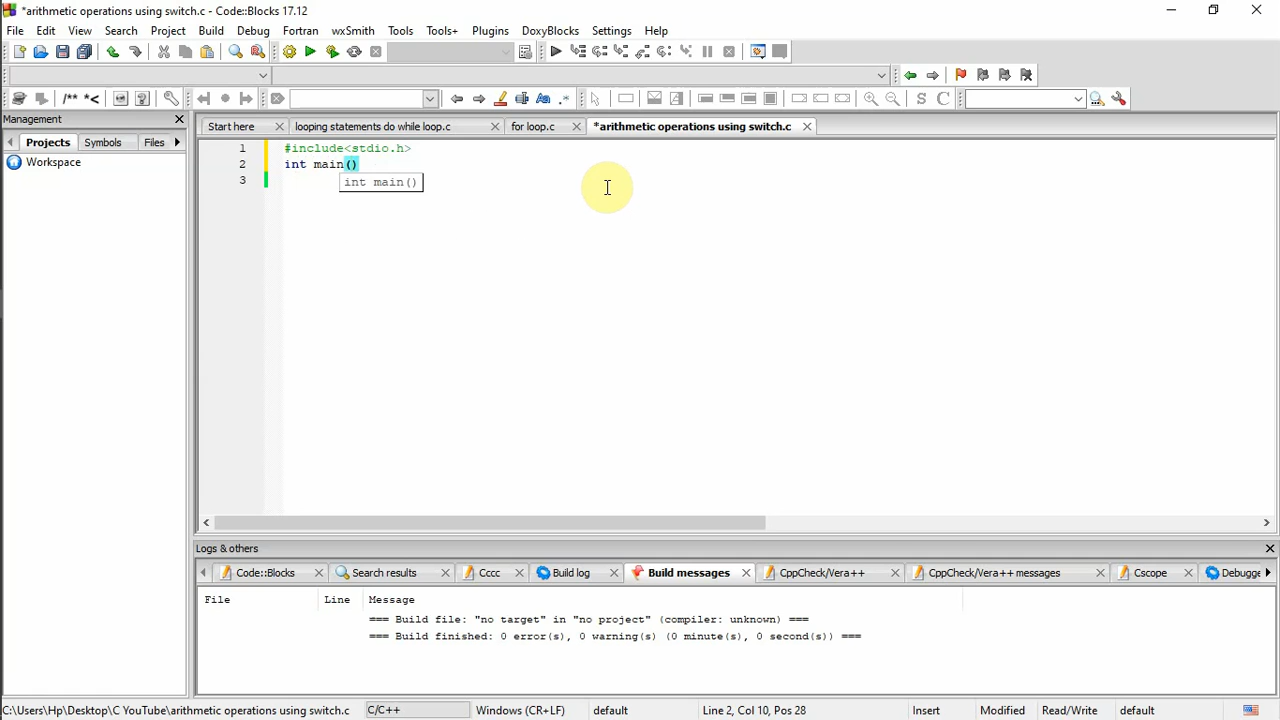 *arithmetic operations using switch.c - Code::Blocks 17.12
File Edit View Search Project Build Debug Fortran wxSmith Tools Tools+ Plugins DoxyBlocks Settings Help
/** *< S C
Management
Projects Symbols Files
Workspace
Start here looping statements do while loop.c for loop.c *arithmetic operations using switch.c
1 #include<stdio.h>
2 int main()
3
int main()
Logs & others
Code::Blocks Search results Cccc Build log Build messages CppCheck/Vera++ CppCheck/Vera++ messages Cscope Debugge
File Line Message
=== Build file: "no target" in "no project" (compiler: unknown) ===
=== Build finished: 0 error(s), 0 warning(s) (0 minute(s), 0 second(s)) ===
C:\Users\Hp\Desktop\C YouTube\arithmetic operations using switch.c C/C++ Windows (CR+LF) default Line 2, Col 10, Pos 28 Insert Modified Read/Write default